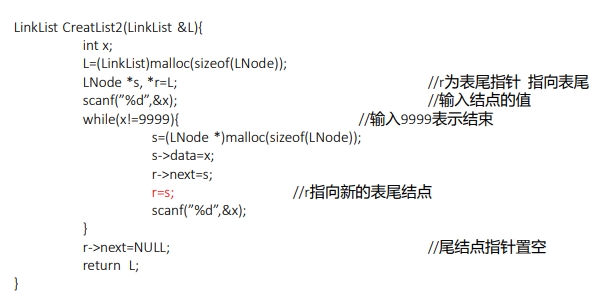 LinkList CreatList2(LinkList &L){
int x;
L=(LinkList)malloc(sizeof(LNode));
LNode *s, *r=L; //r为表尾指针 指向表尾
scanf(”%d”,&x); //输入结点的值
while(x!=9999){ //输入9999表示结束
s=(LNode *)malloc(sizeof(LNode));
s->data=x;
r->next=s;
r=s; //r指向新的表尾结点
scanf(”%d”,&x);
}
r->next=NULL; //尾结点指针置空
return L;
}